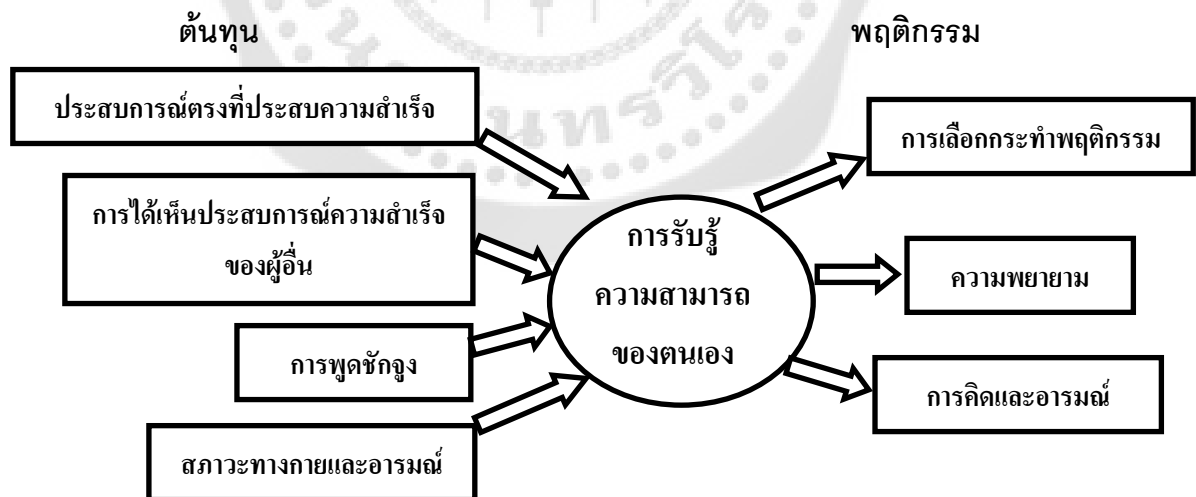 ต้นทุน
พฤติกรรม
ประสบการณ์ตรงที่ประสบความสำเร็จ
การได้เห็นประสบการณ์ความสำเร็จ
ของผู้อื่น
การพูดชักจูง
สภาวะทางกายและอารมณ์
การรับรู้
ความสามารถ
ของตนเอง
การเลือกกระทำพฤติกรรม
ความพยายาม
การคิดและอารมณ์